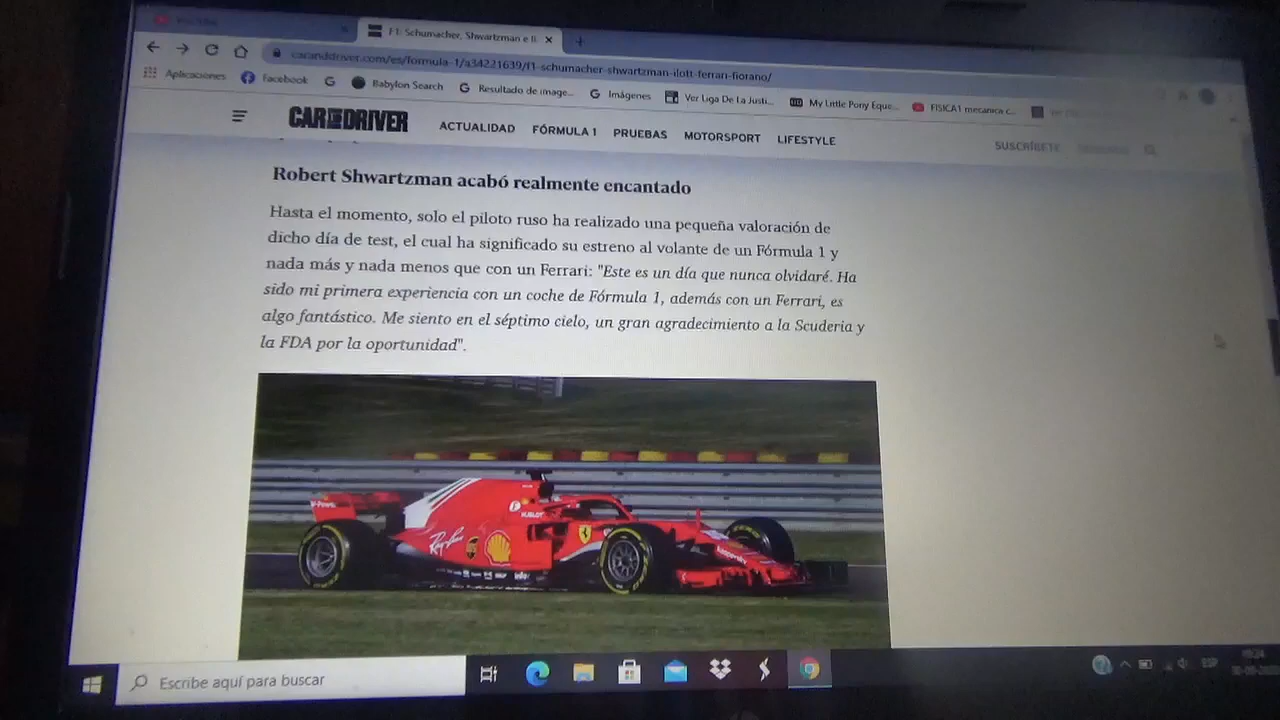 F1: Schumacher, Shwartzman e Il
caranddriver.com/es/formula-1/a34221639/f1-schumacher-shwartzman-ilott-ferrari-fiorano/
Aplicaciones Facebook G Babylon Search Resultado de image... Imágenes Ver Liga De La Justi... My Little Pony Eque... FISICA1 mecanica c...
CAR AND DRIVER ACTUALIDAD FÓRMULA 1 PRUEBAS MOTORSPORT LIFESTYLE SUSCRÍBETE
Robert Shwartzman acabó realmente encantado
Hasta el momento, solo el piloto ruso ha realizado una pequeña valoración de
dicho día de test, el cual ha significado su estreno al volante de un Fórmula 1 y
nada más y nada menos que con un Ferrari: "Este es un día que nunca olvidaré. Ha
sido mi primera experiencia con un coche de Fórmula 1, además con un Ferrari, es
algo fantástico. Me siento en el séptimo cielo, un gran agradecimiento a la Scuderia y
la FDA por la oportunidad".
Ray-Ban
HUBLOT
kaspersky
Escribe aquí para buscar
ESP